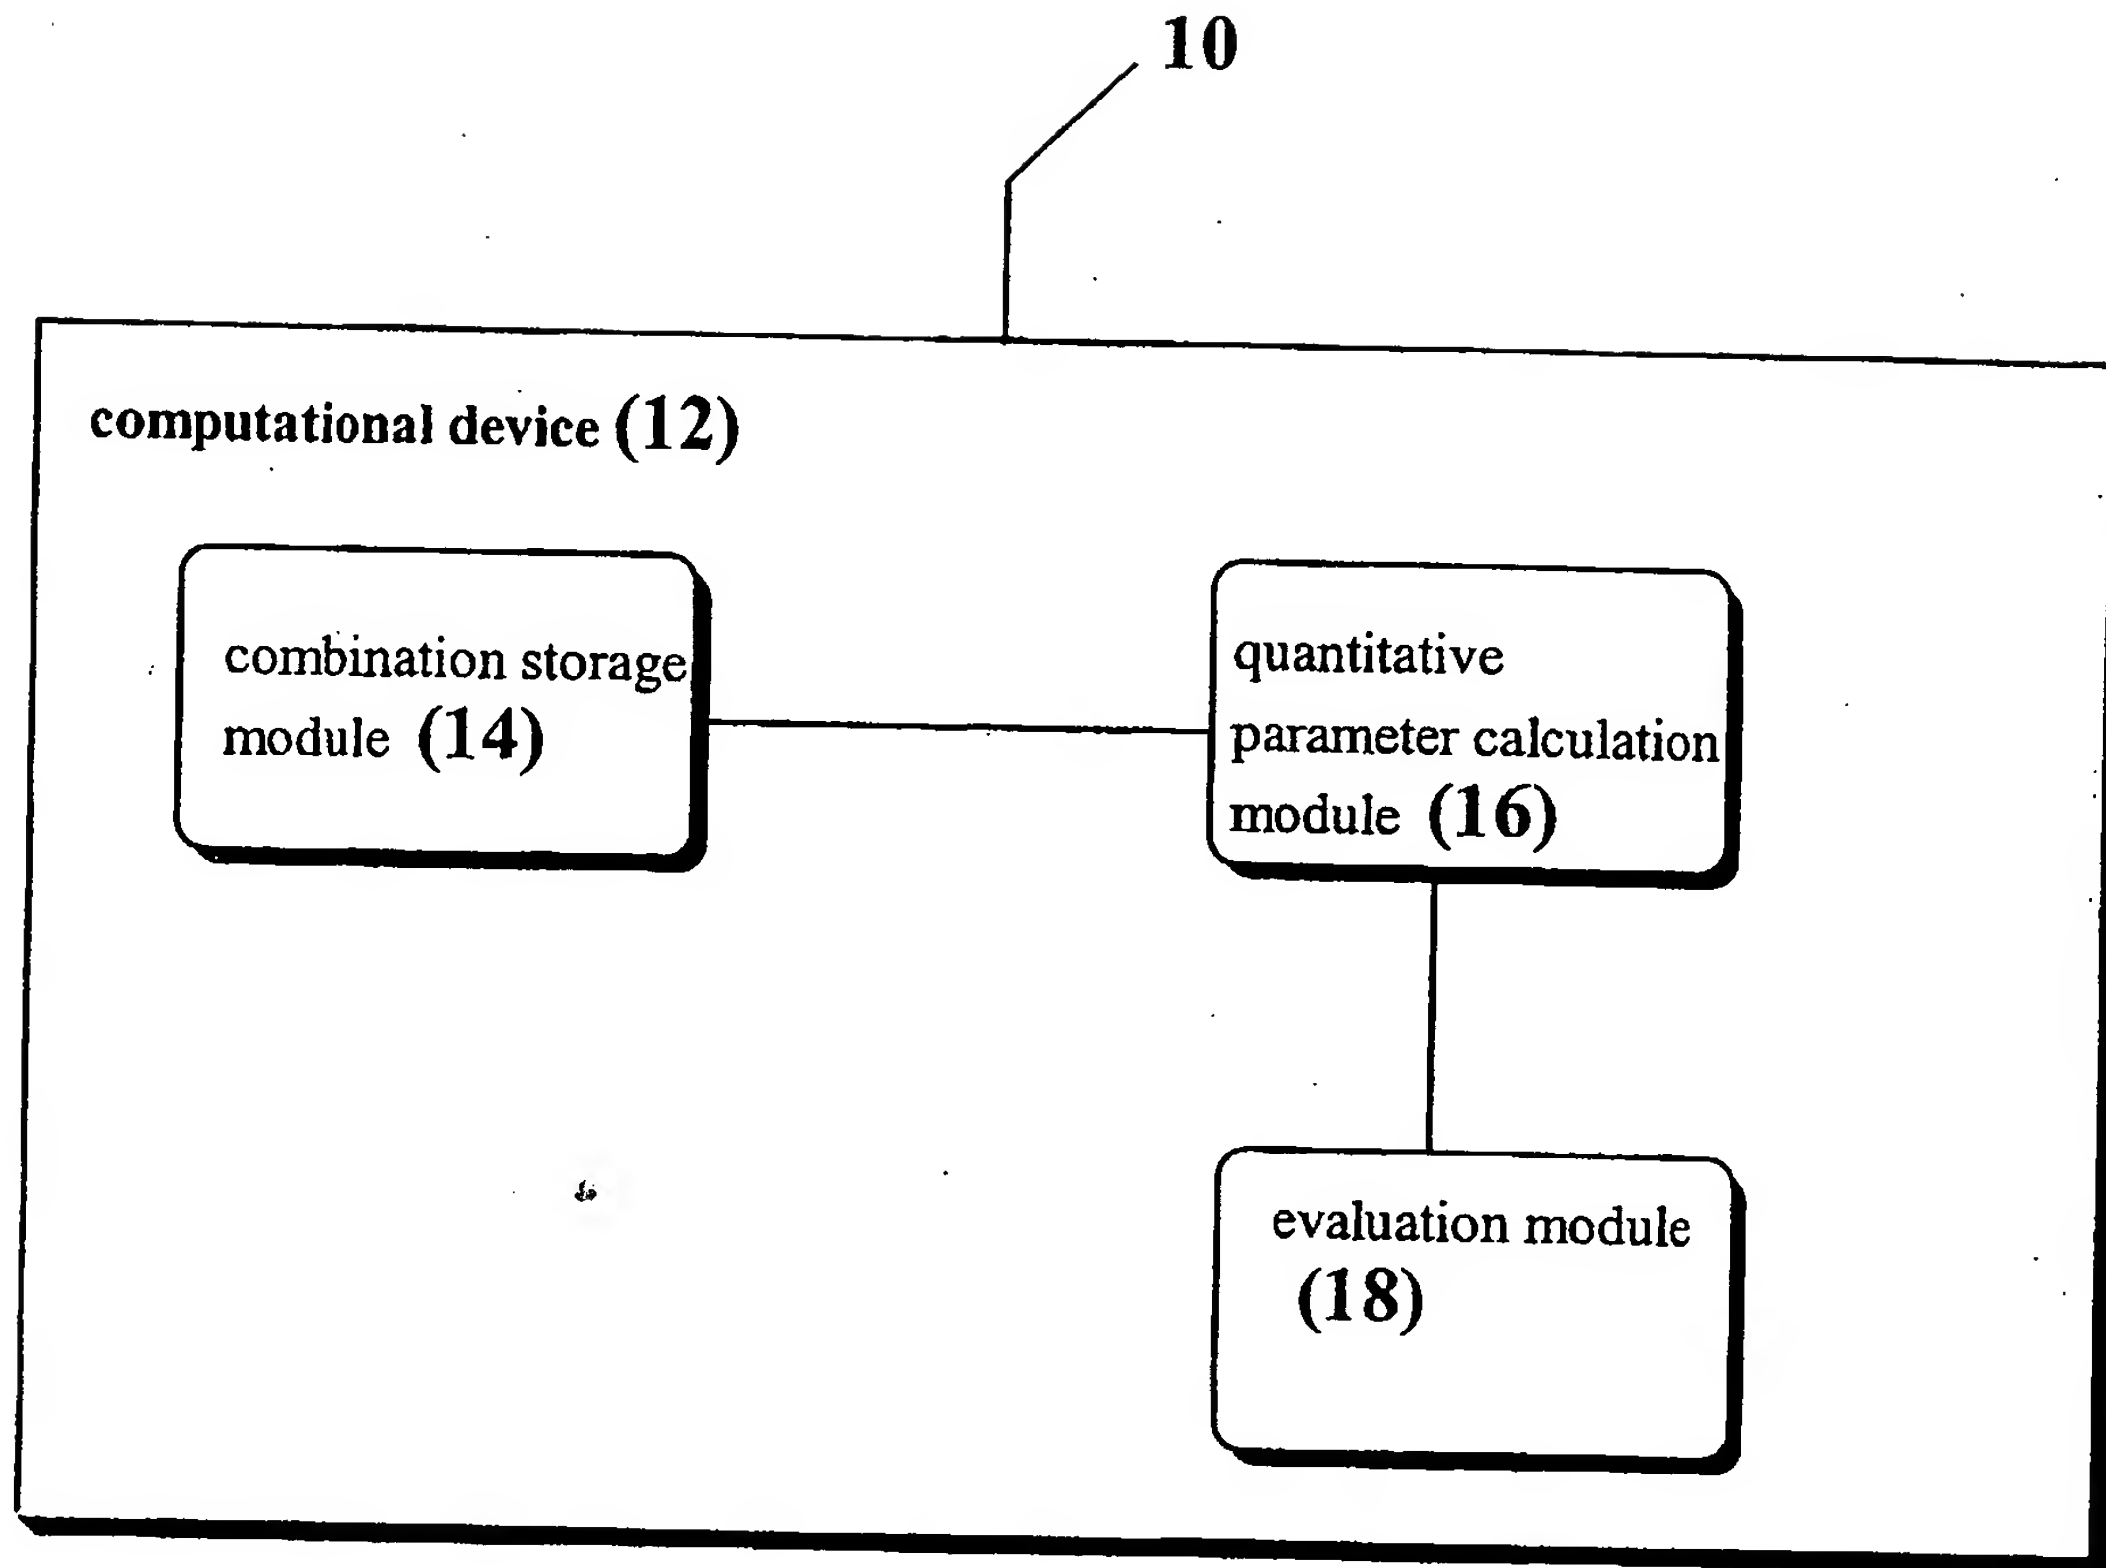 10
computational device (12)
combination storage
module (14)
quantitative
parameter calculation
module (16)
evaluation module
(18)